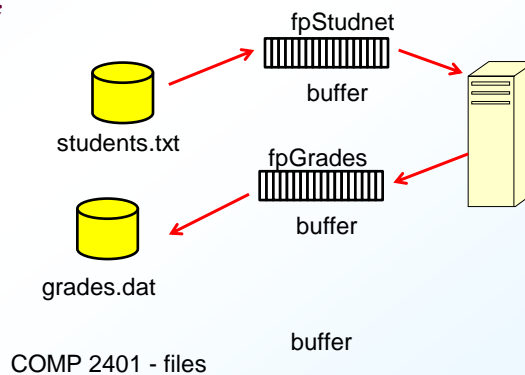 fpStudnet
buffer
students.txt
fpGrades
buffer
grades.dat
buffer
COMP 2401 - files